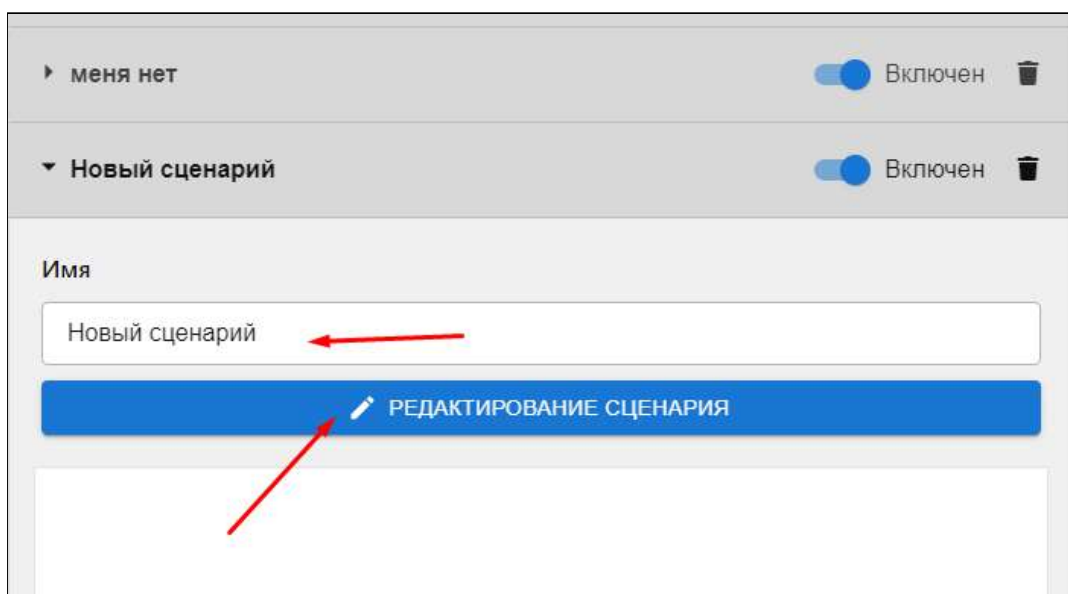 меня нет
Включен
Новый сценарий
Включен
Имя
Новый сценарий
РЕДАКТИРОВАНИЕ СЦЕНАРИЯ